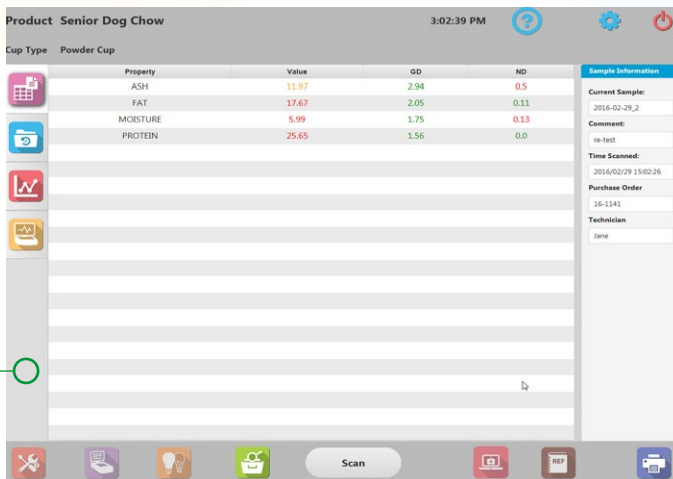 Product Senior Dog Chow 3:02:39 PM ?
Cup Type Powder Cup
Property Value GD ND
ASH 11.97 2.94 0.5
FAT 17.67 2.05 0.11
MOISTURE 5.99 1.75 0.13
PROTEIN 25.65 1.56 0.0
Sample Information
Current Sample:
2016-02-29_2
Comment:
re-test
Time Scanned:
2016/02/29 15:02:26
Purchase Order
16-1141
Technician
Jane
Scan
REF